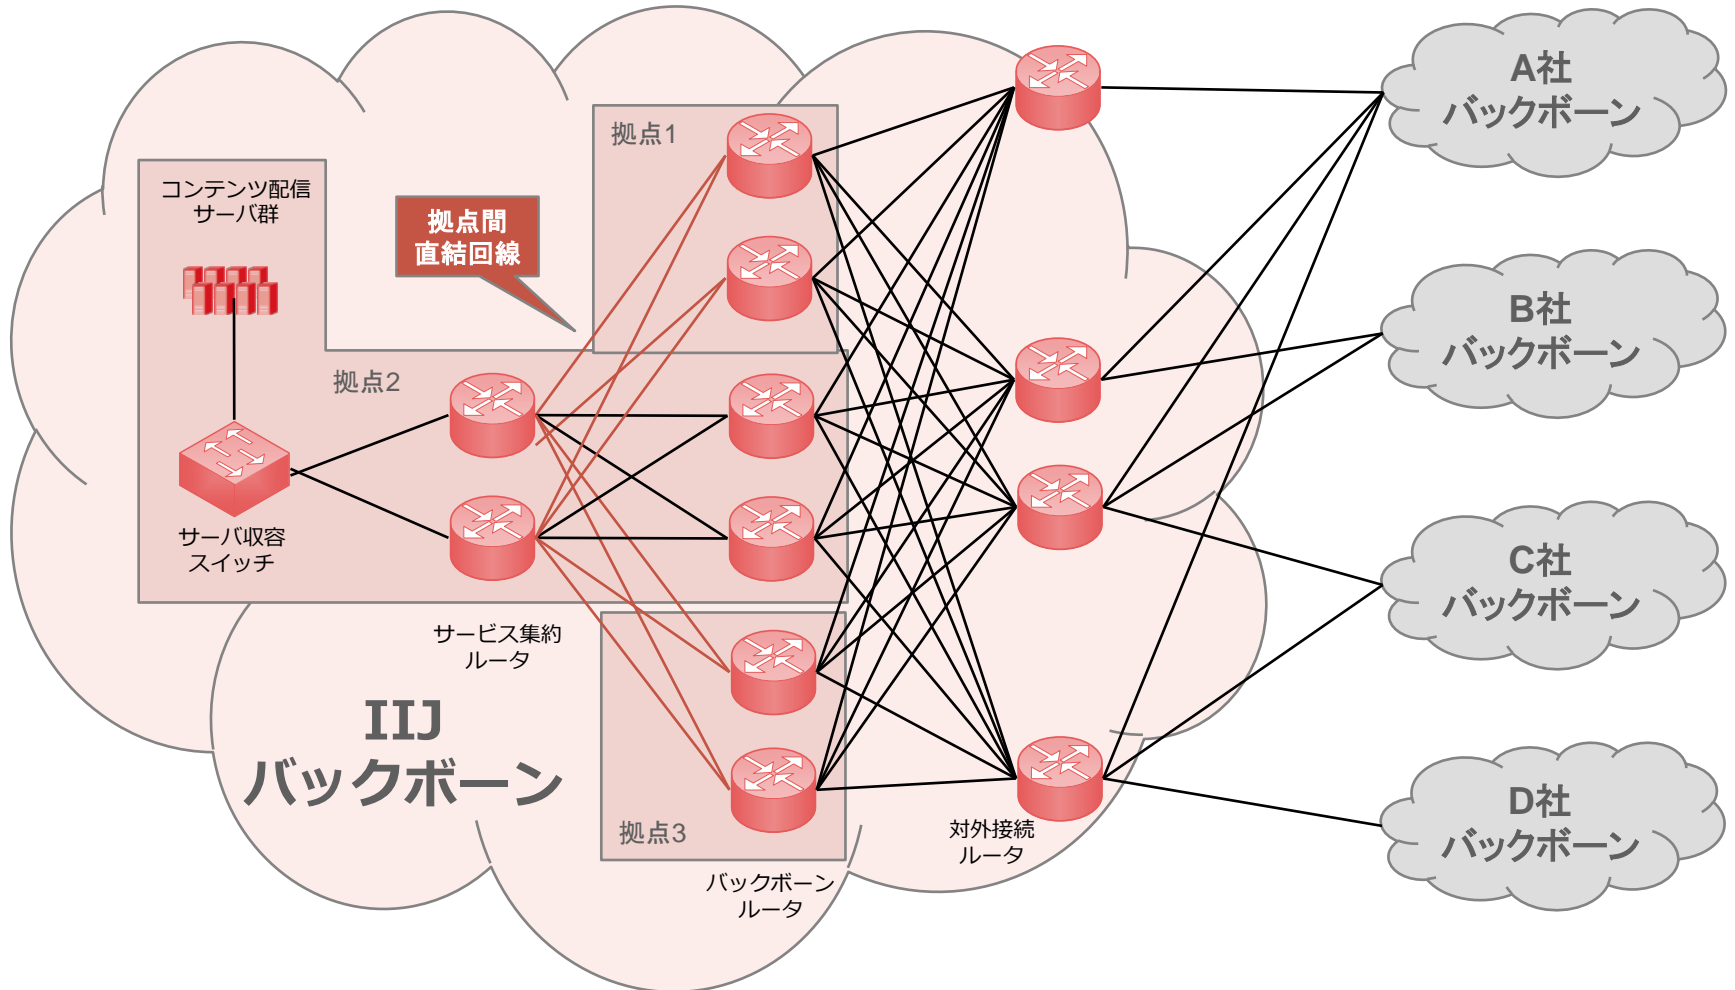 拠点1
コンテンツ配信
サーバ群
拠点間
直結回線
拠点2
サーバ収容
スイッチ
サービス集約
ルータ
IIJ
バックボーン
拠点3
バックボーン
ルータ
対外接続
ルータ
A社
バックボーン
B社
バックボーン
C社
バックボーン
D社
バックボーン